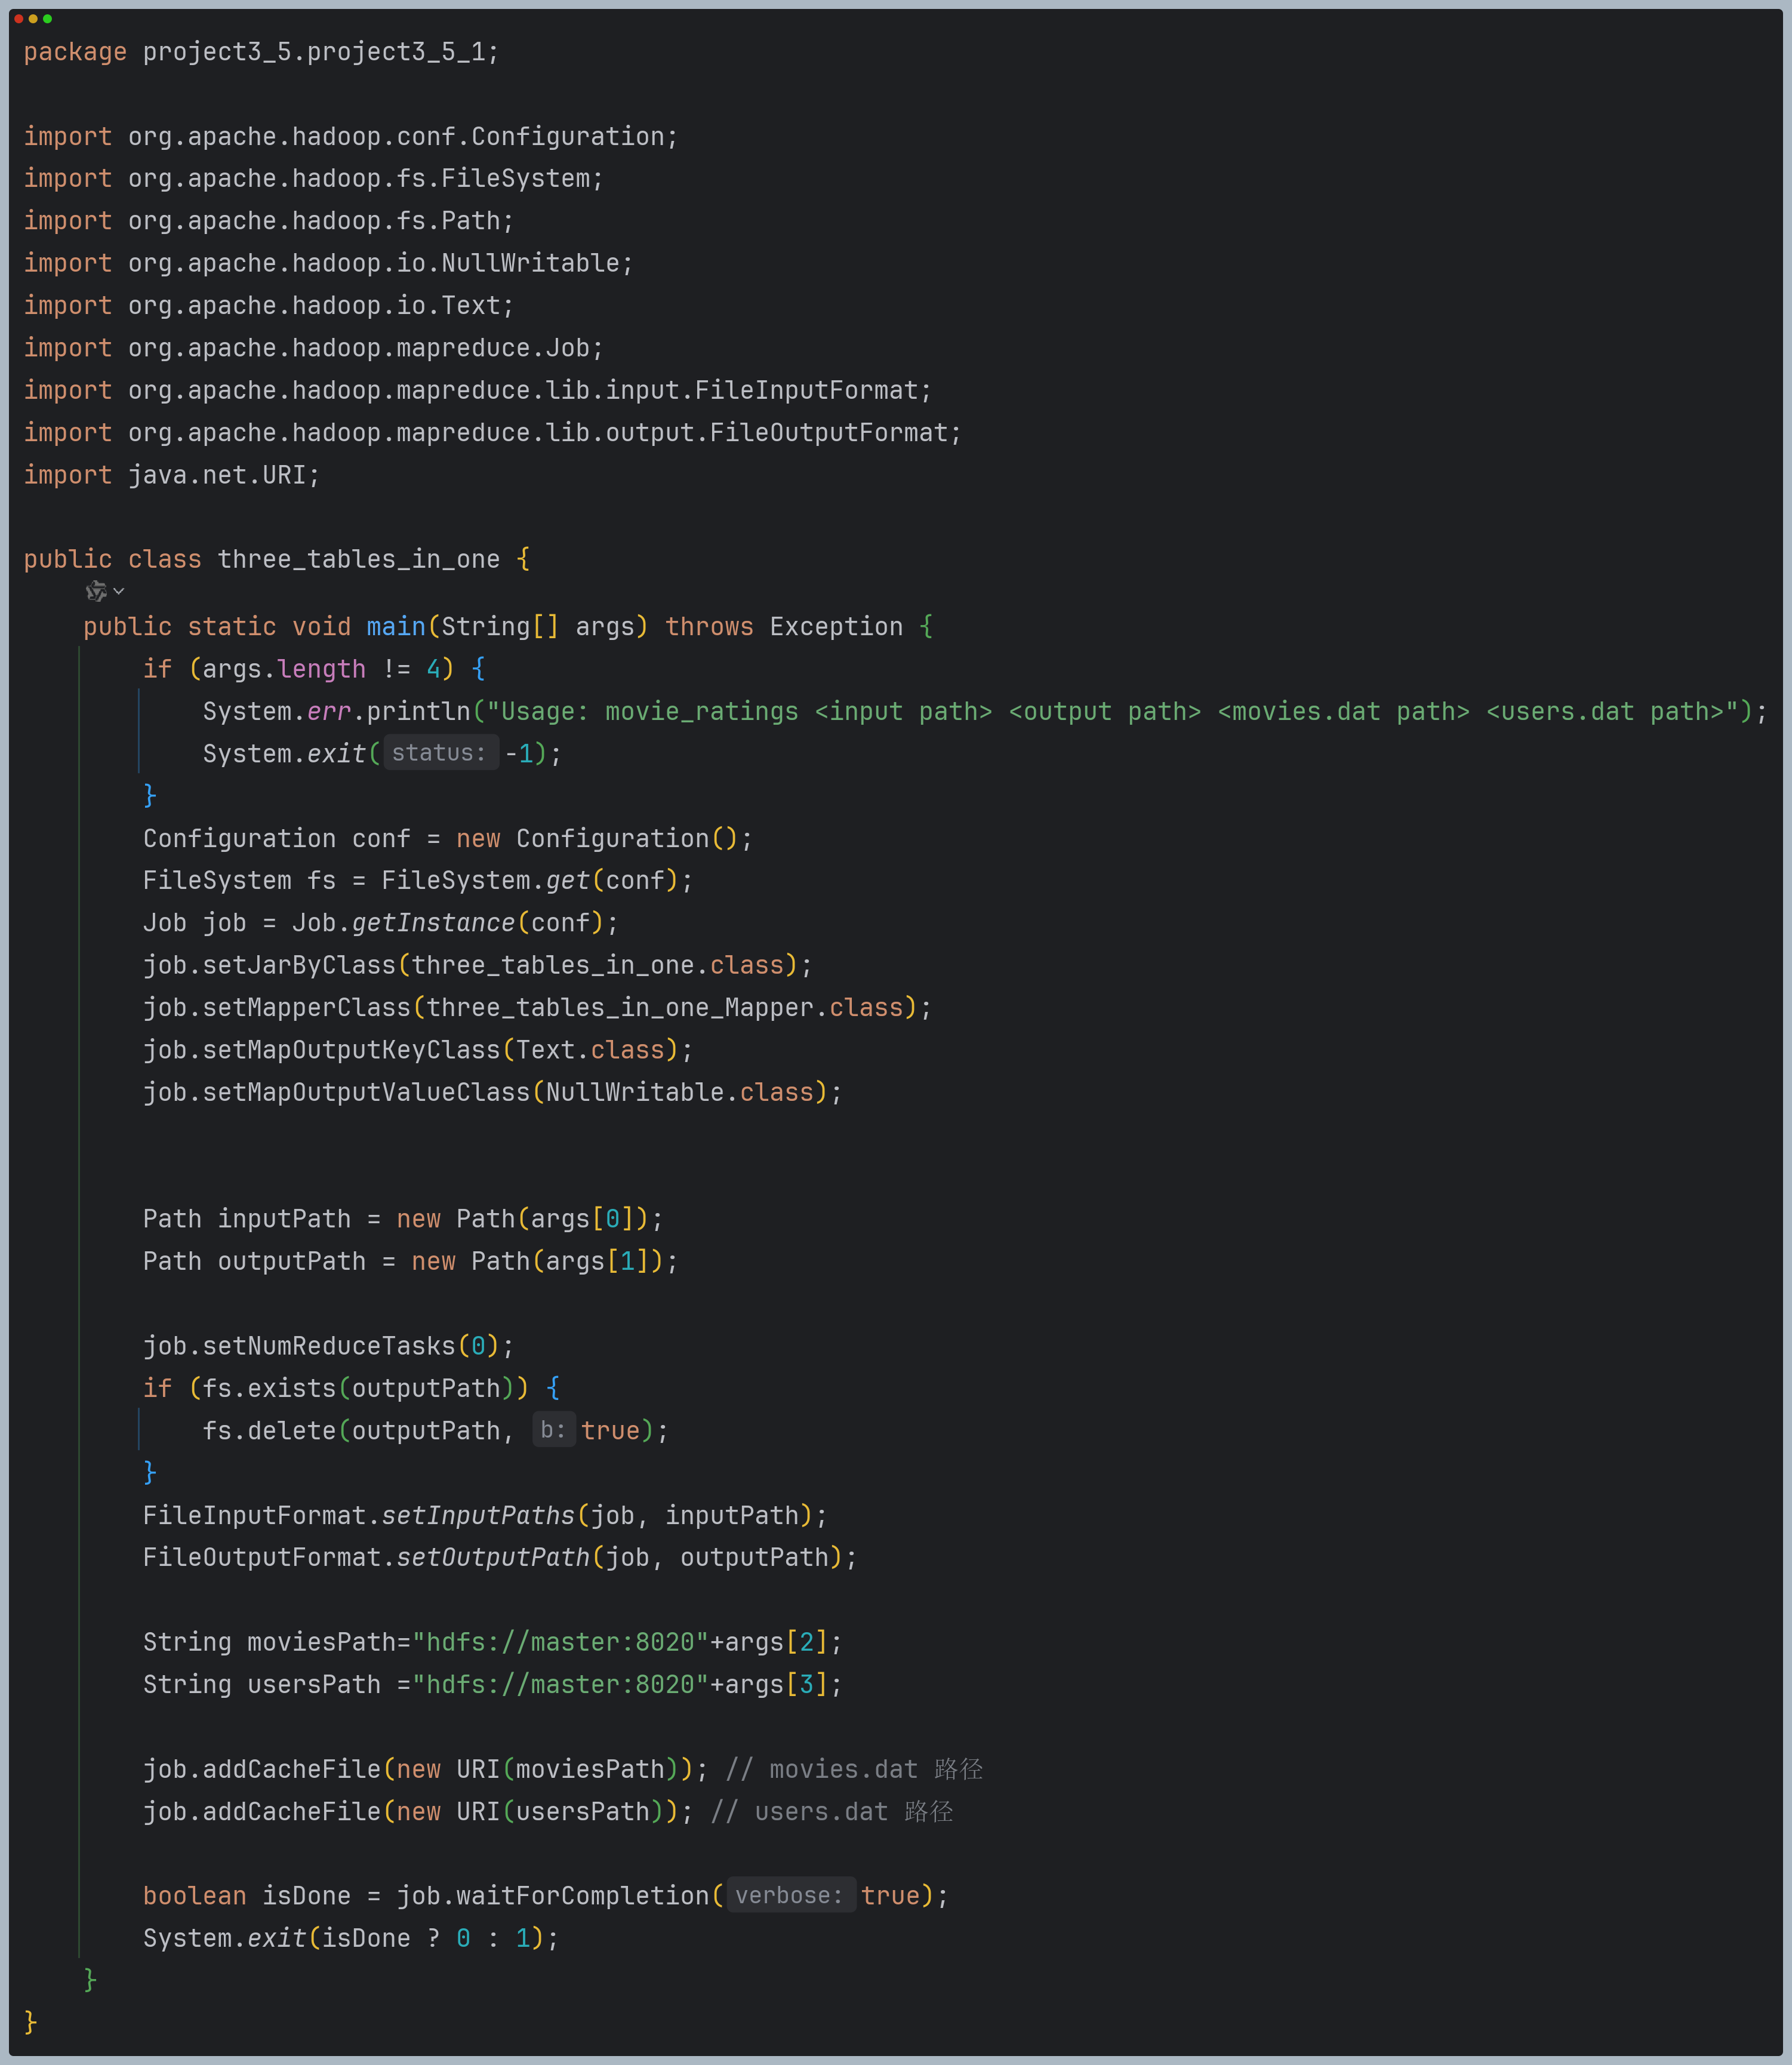 package project3_5.project3_5_1;
import org.apache.hadoop.conf.Configuration;
import org.apache.hadoop.fs.FileSystem;
import org.apache.hadoop.fs.Path;
import org.apache.hadoop.io.NullWritable;
import org.apache.hadoop.io.Text;
import org.apache.hadoop.mapreduce.Job;
import org.apache.hadoop.mapreduce.lib.input.FileInputFormat;
import org.apache.hadoop.mapreduce.lib.output.FileOutputFormat;
import java.net.URI;
public class three_tables_in_one {
public static void main(String[] args) throws Exception {
if (args.length != 4) {
System.err.println("Usage: movie_ratings <input path> <output path> <movies.dat path> <users.dat path>");
System.exit( status: -1);
}
Configuration conf = new Configuration();
FileSystem fs = FileSystem.get(conf);
Job job = Job.getInstance(conf);
job.setJarByClass(three_tables_in_one.class);
job.setMapperClass(three_tables_in_one_Mapper.class);
job.setMapOutputKeyClass(Text.class);
job.setMapOutputValueClass(NullWritable.class);
Path inputPath = new Path(args[0]);
Path outputPath = new Path(args[1]);
job.setNumReduceTasks(0);
if (fs.exists(outputPath)) {
fs.delete(outputPath, b: true);
}
FileInputFormat.setInputPaths(job, inputPath);
FileOutputFormat.setOutputPath(job, outputPath);
String moviesPath="hdfs://master:8020"+args[2];
String usersPath ="hdfs://master:8020"+args[3];
job.addCacheFile(new URI(moviesPath)); // movies.dat 路径
job.addCacheFile(new URI(usersPath)); // users.dat 路径
boolean isDone = job.waitForCompletion( verbose: true);
System.exit(isDone ? 0 : 1);
}
}